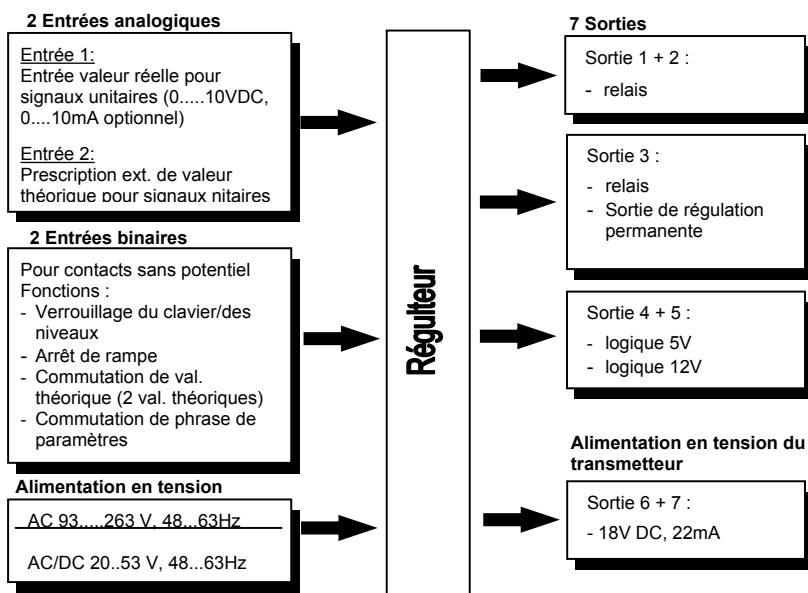 2 Entrées analogiques
Entrée 1:
Entrée valeur réelle pour
signaux unitaires (0.....10VDC,
0....10mA optionnel)
Entrée 2:
Prescription ext. de valeur
théorique pour signaux nitaires
2 Entrées binaires
Pour contacts sans potentiel
Fonctions :
- Verrouillage du clavier/des
niveaux
- Arrêt de rampe
- Commutation de val.
théorique (2 val. théoriques)
- Commutation de phrase de
paramètres
Alimentation en tension
AC 93.....263 V, 48...63Hz
AC/DC 20..53 V, 48...63Hz
Régulteur
7 Sorties
Sortie 1 + 2 :
- relais
Sortie 3 :
- relais
- Sortie de régulation
permanente
Sortie 4 + 5 :
- logique 5V
- logique 12V
Alimentation en tension du
transmetteur
Sortie 6 + 7 :
- 18V DC, 22mA